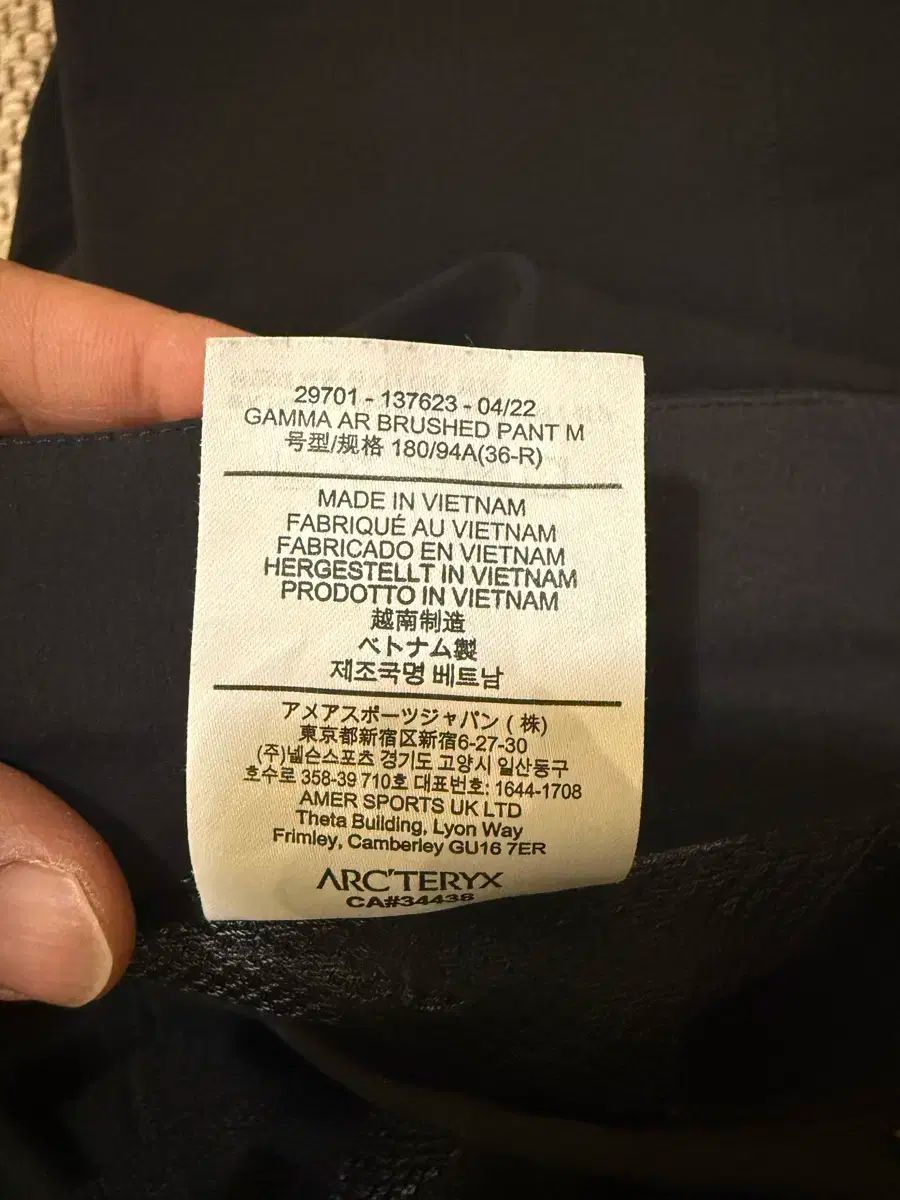 29701 - 137623 - 04/22
GAMMA AR BRUSHED PANT M
号型/规格 180/94A(36-R)
MADE IN VIETNAM
FABRIQUÉ AU VIETNAM
FABRICADO EN VIETNAM
HERGESTELLT IN VIETNAM
PRODOTTO IN VIETNAM
越南制造
ベトナム製
제조국명 베트남
アメアスポーツジャパン ( 株)
東京都新宿区新宿6-27-30
(주)넬슨스포츠 경기도 고양시 일산동구
호수로 358-39 710호 대표번호: 1644-1708
AMER SPORTS UK LTD
Theta Building, Lyon Way
Frimley, Camberley GU16 7ER
ARC'TERYX
CA#34438